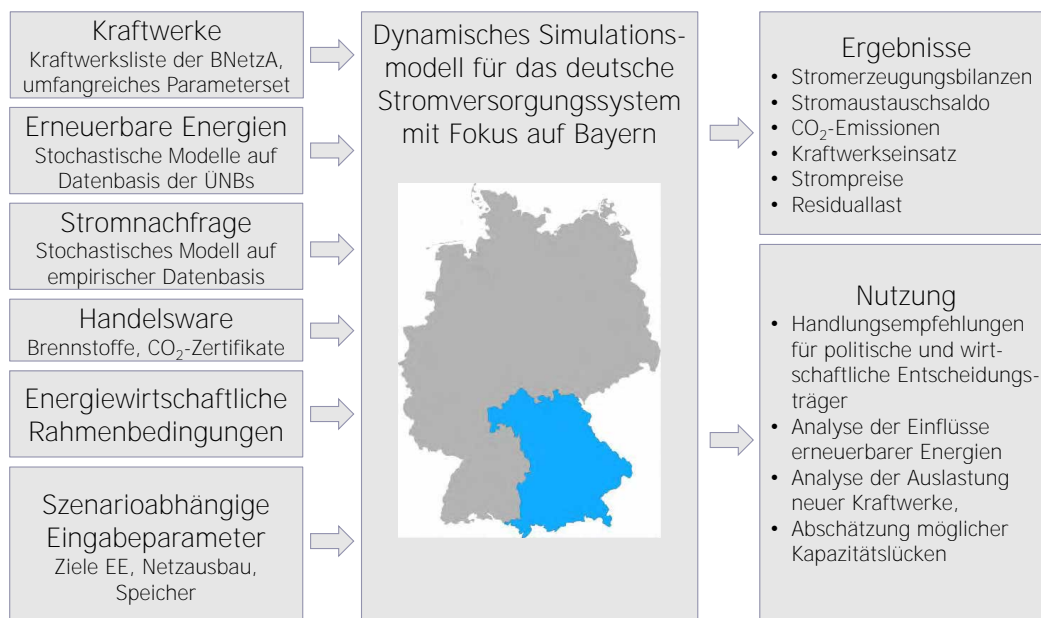 Kraftwerke
Kraftwerksliste der BNetzA,
umfangreiches Parameterset
Erneuerbare Energien
Stochastische Modelle auf
Datenbasis der ÜNBs
Stromnachfrage
Stochastisches Modell auf
empirischer Datenbasis
Handelsware
Brennstoffe, CO₂-Zertifikate
Energiewirtschaftliche
Rahmenbedingungen
Szenarioabhängige
Eingabeparameter
Ziele EE, Netzausbau,
Speicher
Dynamisches Simulations-
modell für das deutsche
Stromversorgungssystem
mit Fokus auf Bayern
Ergebnisse
• Stromerzeugungsbilanzen
• Stromaustauschsaldo
• CO₂-Emissionen
• Kraftwerkseinsatz
• Strompreise
• Residuallast
Nutzung
• Handlungsempfehlungen
für politische und wirt-
schaftliche Entscheidungs-
träger
• Analyse der Einflüsse
erneuerbarer Energien
• Analyse der Auslastung
neuer Kraftwerke,
• Abschätzung möglicher
Kapazitätslücken